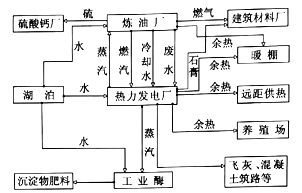 硫酸钙厂
硫
炼油厂
燃气
建筑材料厂
水
蒸汽
燃汽
冷却水
废水
石膏
余热
暖棚
湖泊
水
热力发电厂
余热
远距供热
余热
养殖场
水
蒸汽
沉淀物肥料
工业酶
飞灰、混凝
土筑路等